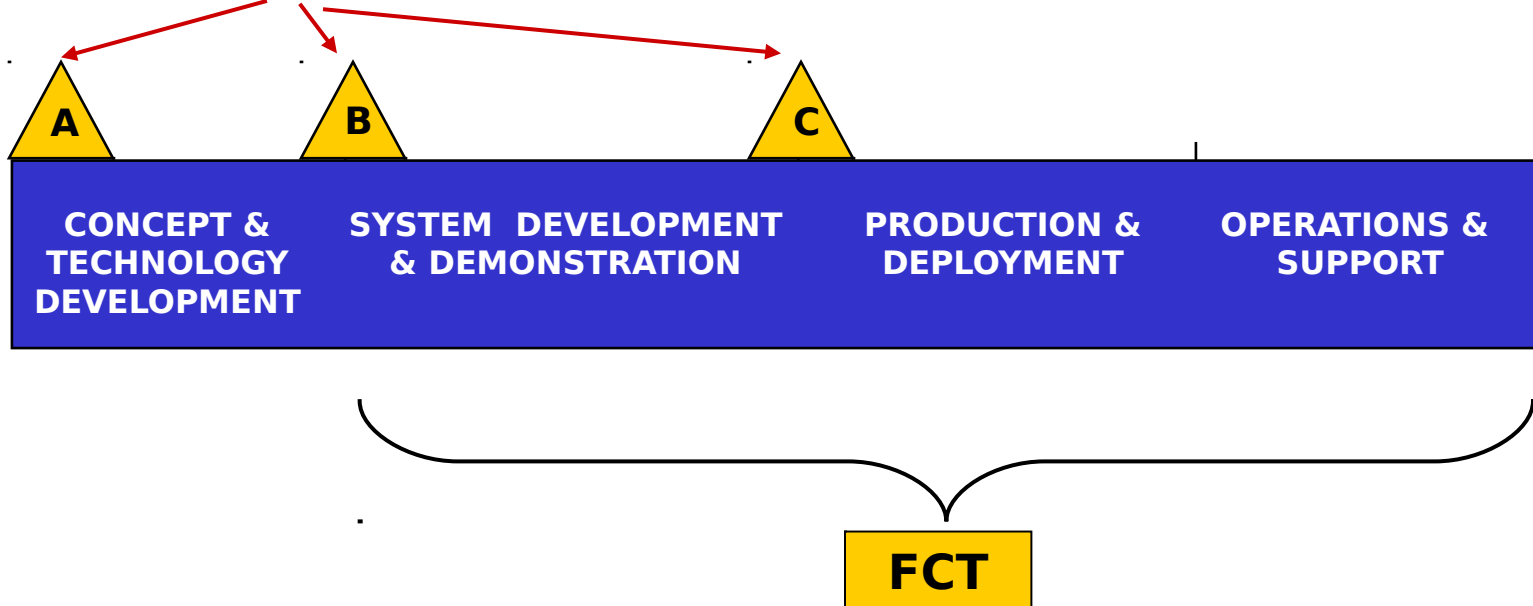 A
B
C
CONCEPT &
TECHNOLOGY
DEVELOPMENT
SYSTEM  DEVELOPMENT
& DEMONSTRATION
PRODUCTION &
DEPLOYMENT
OPERATIONS &
SUPPORT
FCT